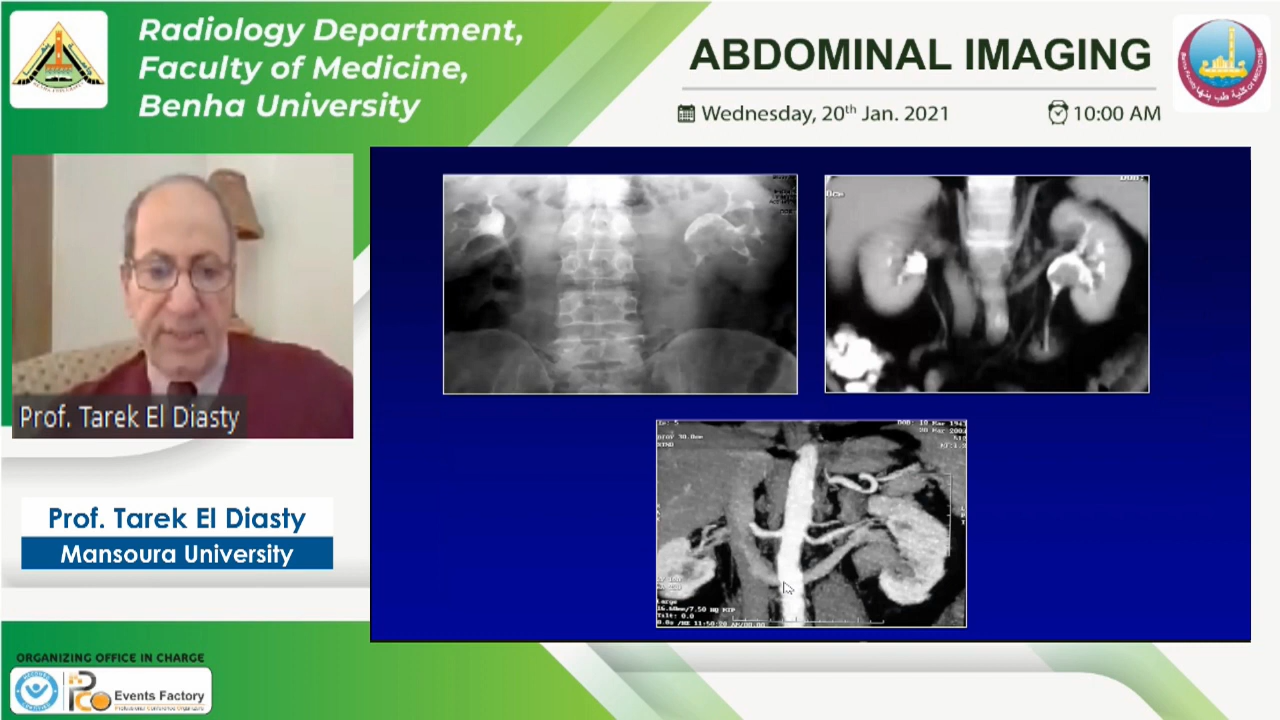 Radiology Department,
Faculty of Medicine,
Benha University
ABDOMINAL IMAGING
Wednesday, 20th Jan. 2021
10:00 AM
Prof. Tarek El Diasty
Prof. Tarek El Diasty
Mansoura University
ORGANIZING OFFICE IN CHARGE
Events Factory